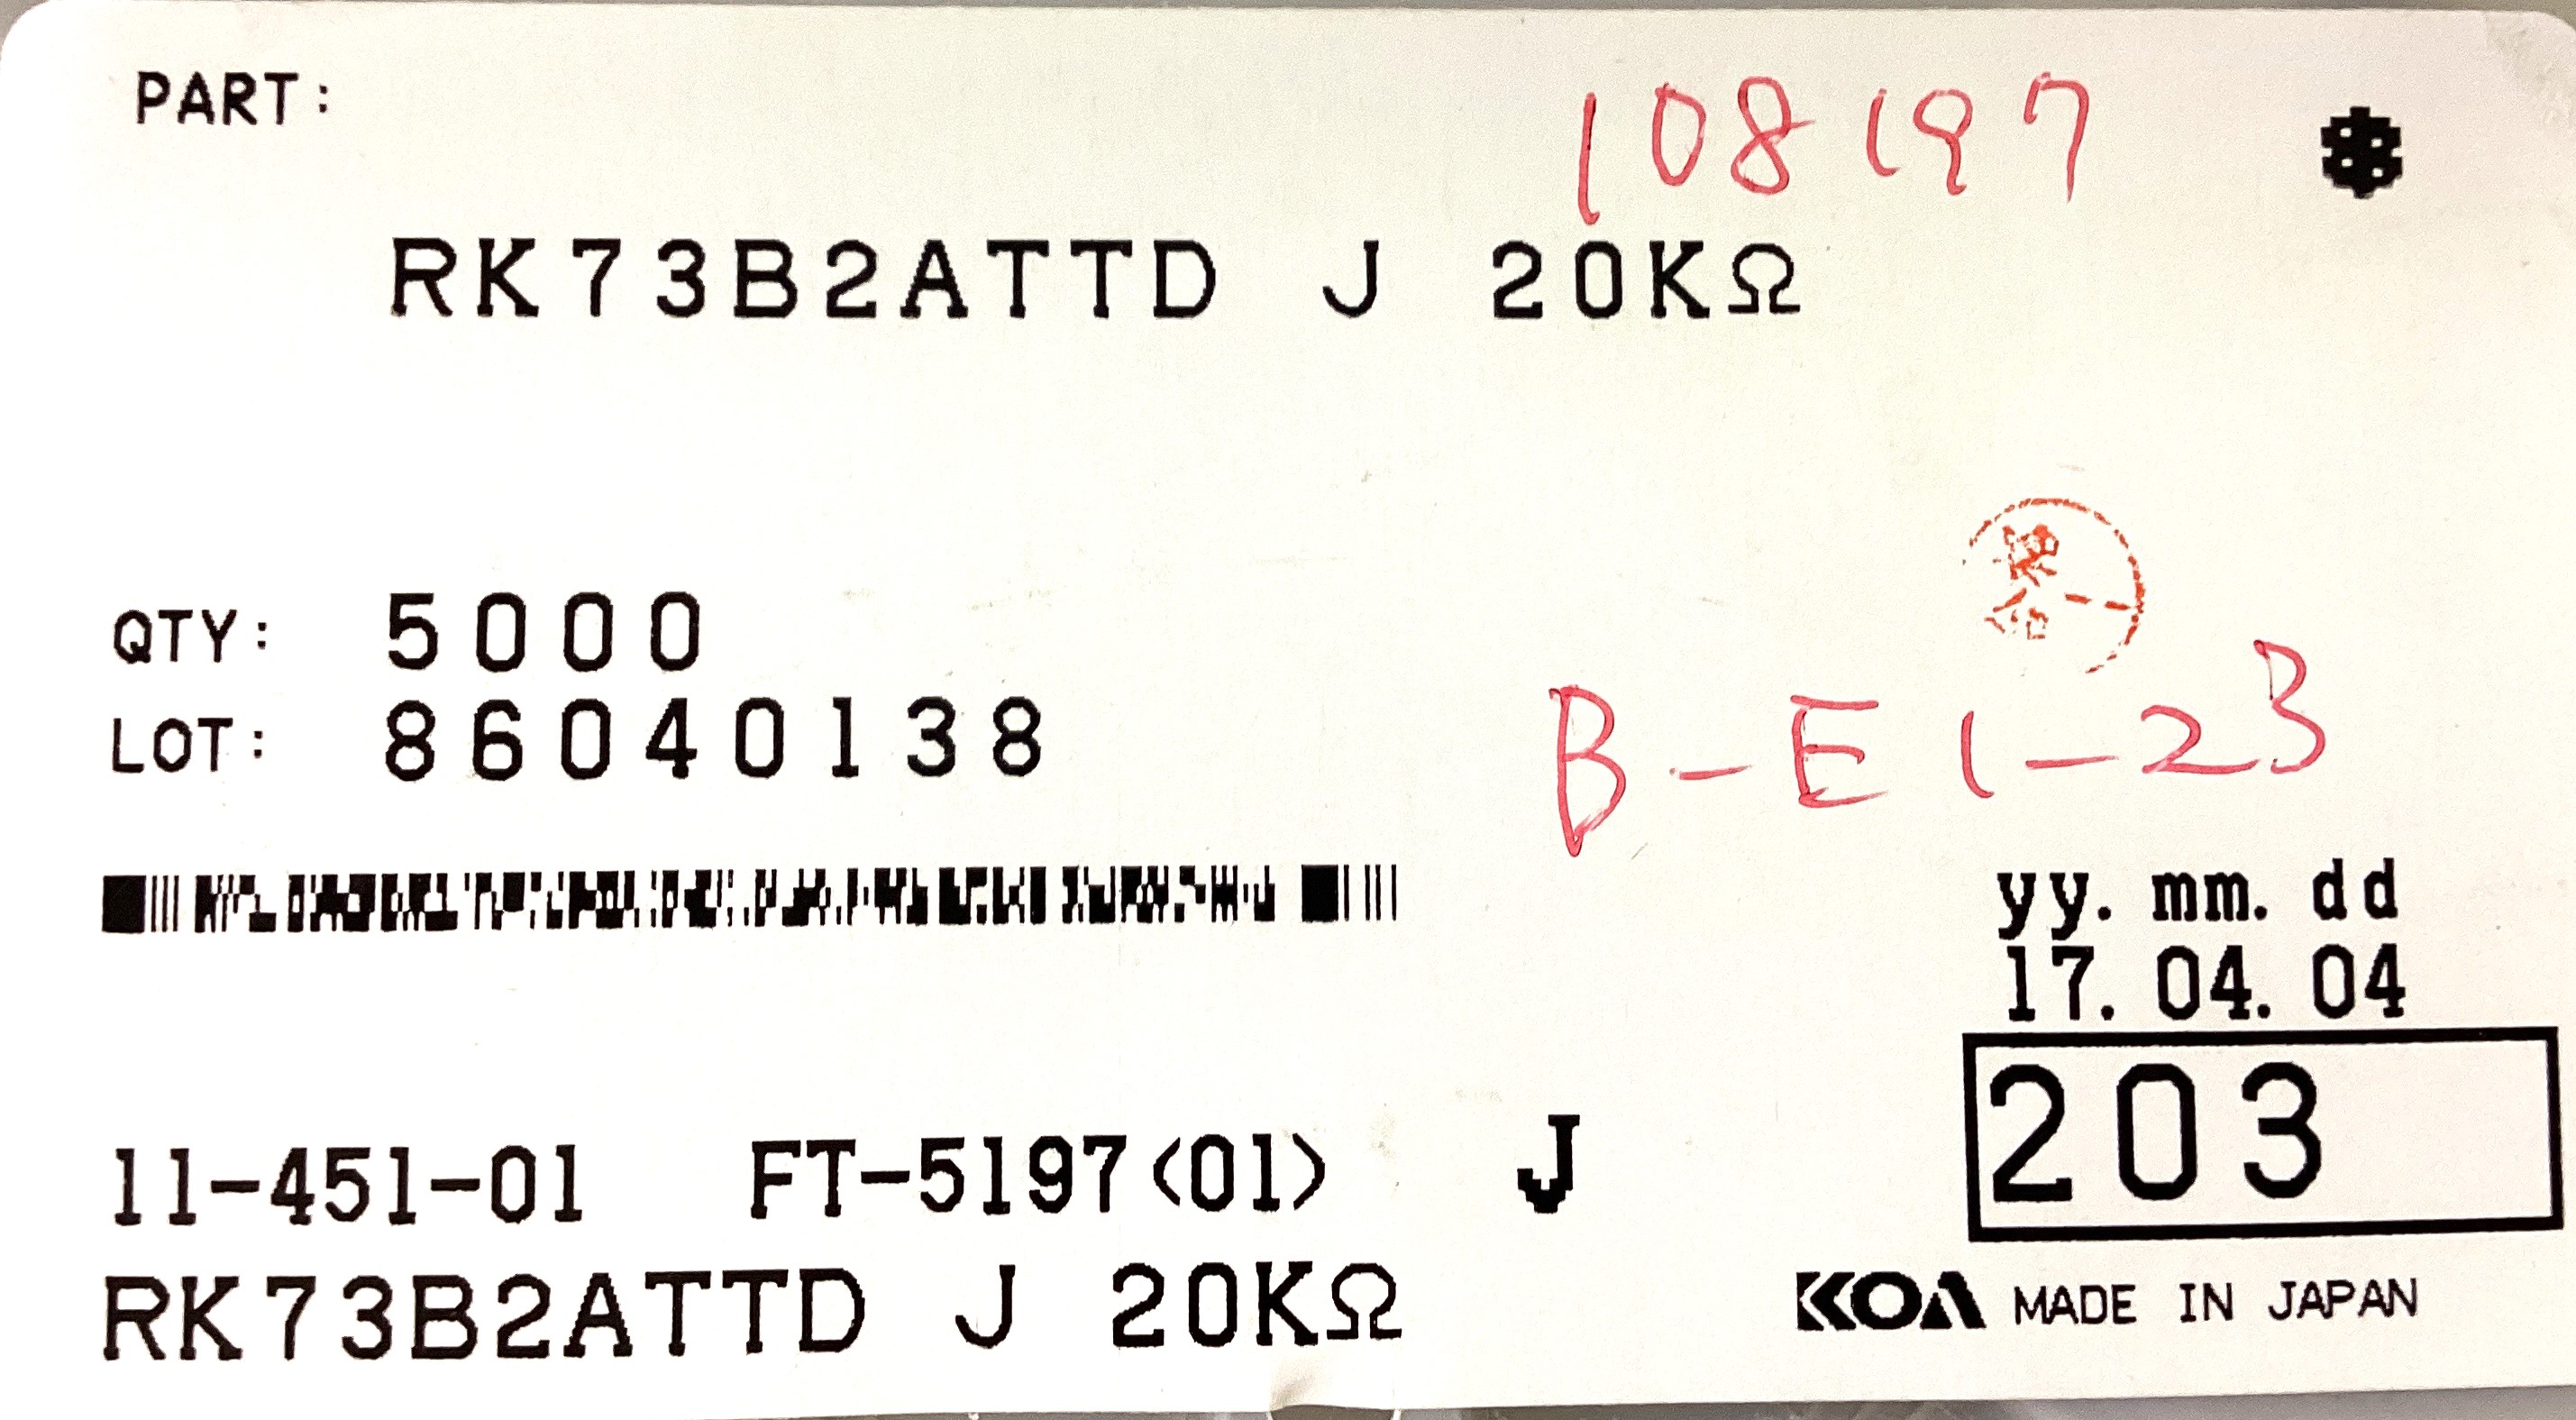 PART:
108197
RK73B2ATTD J 20KΩ
QTY: 5000
LOT: 86040138
B-E1-23
yy. mm. dd
17. 04. 04
203
11-451-01 FT-5197<01> J
RK73B2ATTD J 20KΩ
KOA MADE IN JAPAN